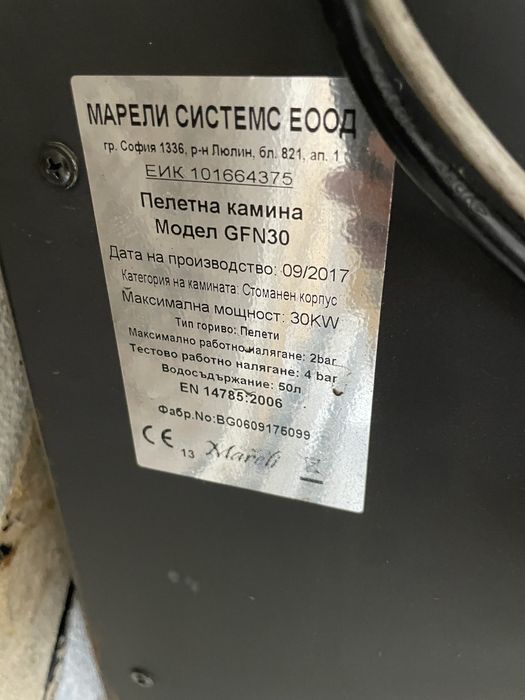 МАРЕЛИ СИСТЕМС ЕООД
гр. София 1336, р-н Люлин, бл. 821, ап. 1
ЕИК 101664375
Пелетна камина
Модел GFN30
Дата на производство: 09/2017
Категория на камината: Стоманен корпус
Максимална мощност: 30KW
Тип гориво: Пелети
Максимално работно налягане: 2bar
Тестово работно налягане: 4 bar
Водосъдържание: 50л
EN 14785:2006
Фабр.No:BG0609175099
CE 13 Mareli